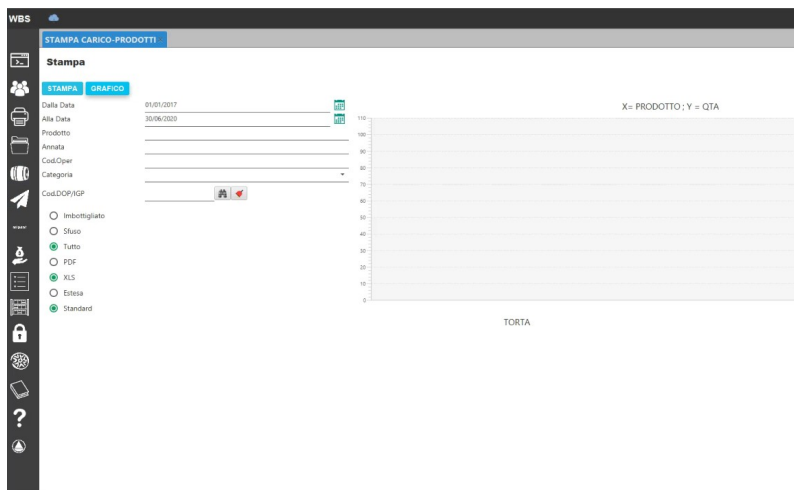 WBS
STAMPA CARICO-PRODOTTI
Stampa
STAMPA GRAFICO
Dalla Data 01/01/2017
Alla Data 30/06/2020
Prodotto
Annata
Cod.Oper
Categoria
Cod.DOP/IGP
Imbottigliato
Sfuso
Tutto
PDF
XLS
Estesa
Standard
X= PRODOTTO ; Y = QTA
110
100
90
80
70
60
50
40
30
20
10
0
TORTA